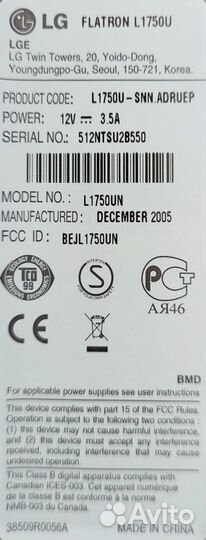 LG FLATRON L1750U
LGE
LG Twin Towers, 20, Yoido-Dong,
Youngdungpo-Gu, Seoul, 150-721, Korea.
PRODUCT CODE: L1750U-SNN.ADRUEP
POWER: 12V 3.5A
SERIAL NO.: 512NTSU2B550
MODEL NO.: L1750UN
MANUFACTURED: DECEMBER 2005
FCC ID: BEJL1750UN
TCO
99
S
РСТ
АЯ46
CE
BMD
For applicable power supplies see user instructions.
This device complies with part 15 of the FCC Rules.
Operation is subject to the following two conditions :
(1) this device may not cause harmful interference,
and (2) this device must accept any interference
received, including interference that may cause
undesired operation.
This Class B digital apparatus complies with
Canadian ICES-003. Cet appareil numérique
de la classe B est conforme à la norme
NMB-003 du Canada.
38509R0056A MADE IN CHINA
Avito